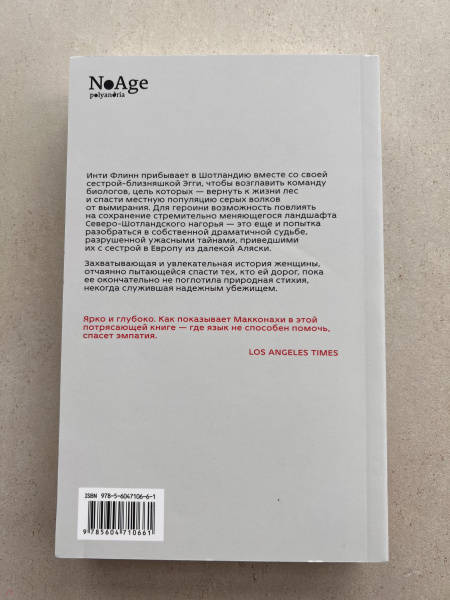 NoAge
polyandria
Инти Флинн прибывает в Шотландию вместе со своей
сестрой-близняшкой Эгги, чтобы возглавить команду
биологов, цель которых — вернуть к жизни лес
и спасти местную популяцию серых волков
от вымирания. Для героини возможность повлиять
на сохранение стремительно меняющегося ландшафта
Северо-Шотландского нагорья — это еще и попытка
разобраться в собственной драматичной судьбе,
разрушенной ужасными тайнами, приведшими
их с сестрой в Европу из далекой Аляски.
Захватывающая и увлекательная история женщины,
отчаянно пытающейся спасти тех, кто ей дорог, пока
ее окончательно не поглотила природная стихия,
некогда служившая надежным убежищем.
Ярко и глубоко. Как показывает Макконахи в этой
потрясающей книге — где язык не способен помочь,
спасет эмпатия.
LOS ANGELES TIMES
ISBN 978-5-6047106-6-1
9 785604 710661